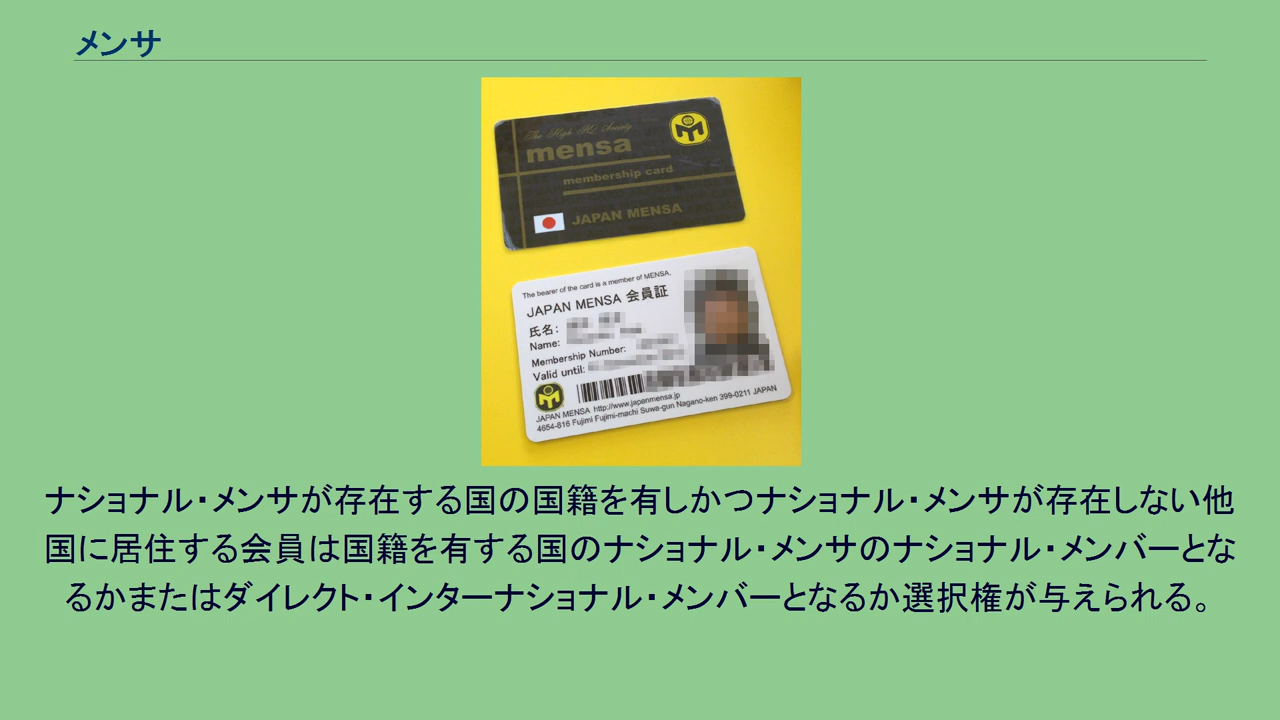 メンサ
The High IQ Society
mensa
membership card
JAPAN MENSA
The bearer of the card is a member of MENSA.
JAPAN MENSA 会員証
氏名:
Name:
Membership Number:
Valid until:
JAPAN MENSA http://www.japanmensa.jp
4654-816 Fujimi Fujimi-machi Suwa-gun Nagano-ken 399-0211 JAPAN
ナショナル・メンサが存在する国の国籍を有しかつナショナル・メンサが存在しない他
国に居住する会員は国籍を有する国のナショナル・メンサのナショナル・メンバーとな
るかまたはダイレクト・インターナショナル・メンバーとなるか選択権が与えられる。